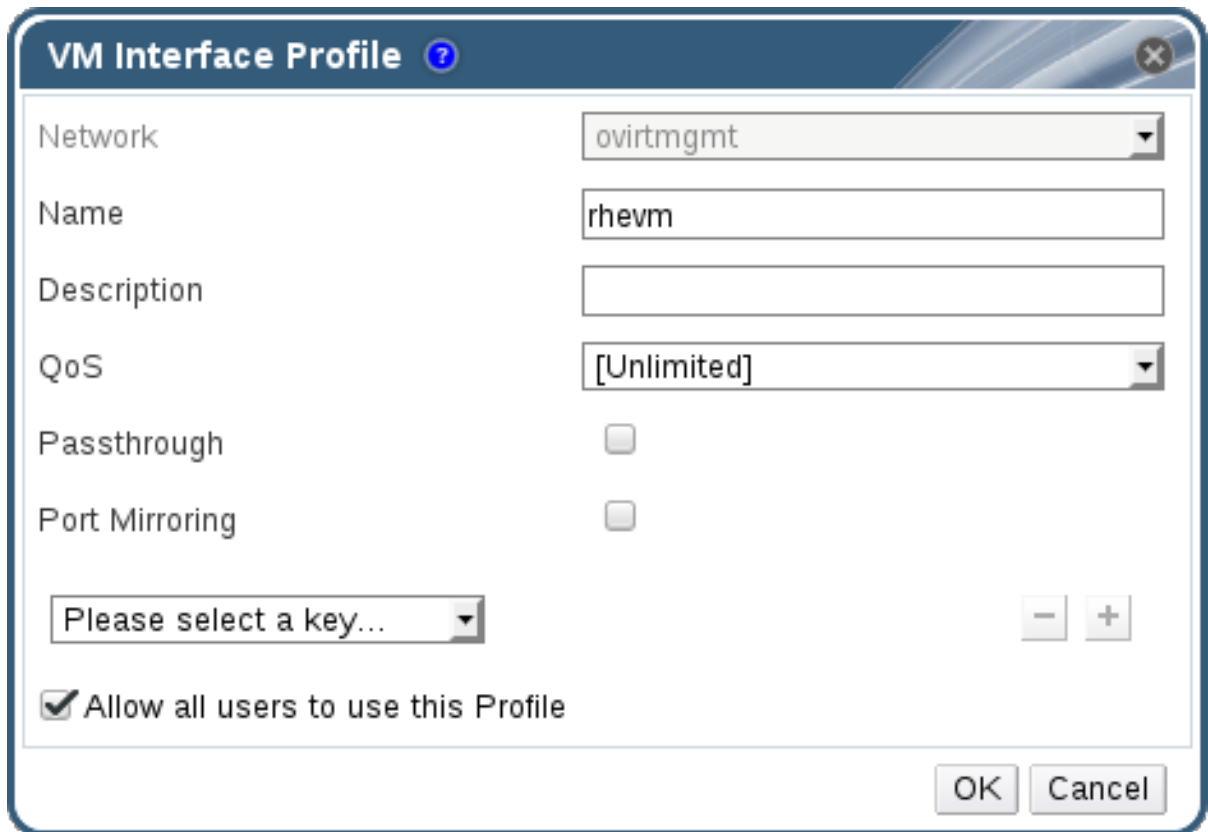 VM Interface Profile ?
Network ovirtmgmt
Name rhevm
Description
QoS [Unlimited]
Passthrough
Port Mirroring
Please select a key... − +
Allow all users to use this Profile
OK Cancel